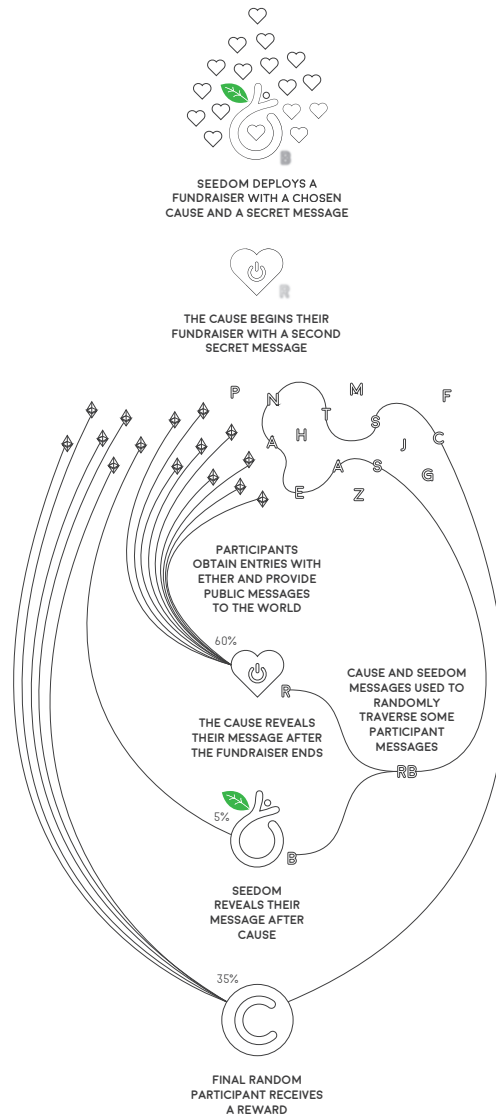 B
SEEDOM DEPLOYS A
FUNDRAISER WITH A CHOSEN
CAUSE AND A SECRET MESSAGE
R
THE CAUSE BEGINS THEIR
FUNDRAISER WITH A SECOND
SECRET MESSAGE
P
N
M
F
T
S
H
A
J
C
A
S
G
E
Z
PARTICIPANTS
OBTAIN ENTRIES WITH
ETHER AND PROVIDE
PUBLIC MESSAGES
TO THE WORLD
60%
R
CAUSE AND SEEDOM
MESSAGES USED TO
RANDOMLY
TRAVERSE SOME
PARTICIPANT
MESSAGES
THE CAUSE REVEALS
THEIR MESSAGE AFTER
THE FUNDRAISER ENDS
RB
5%
B
SEEDOM
REVEALS THEIR
MESSAGE AFTER
CAUSE
35%
C
FINAL RANDOM
PARTICIPANT RECEIVES
A REWARD